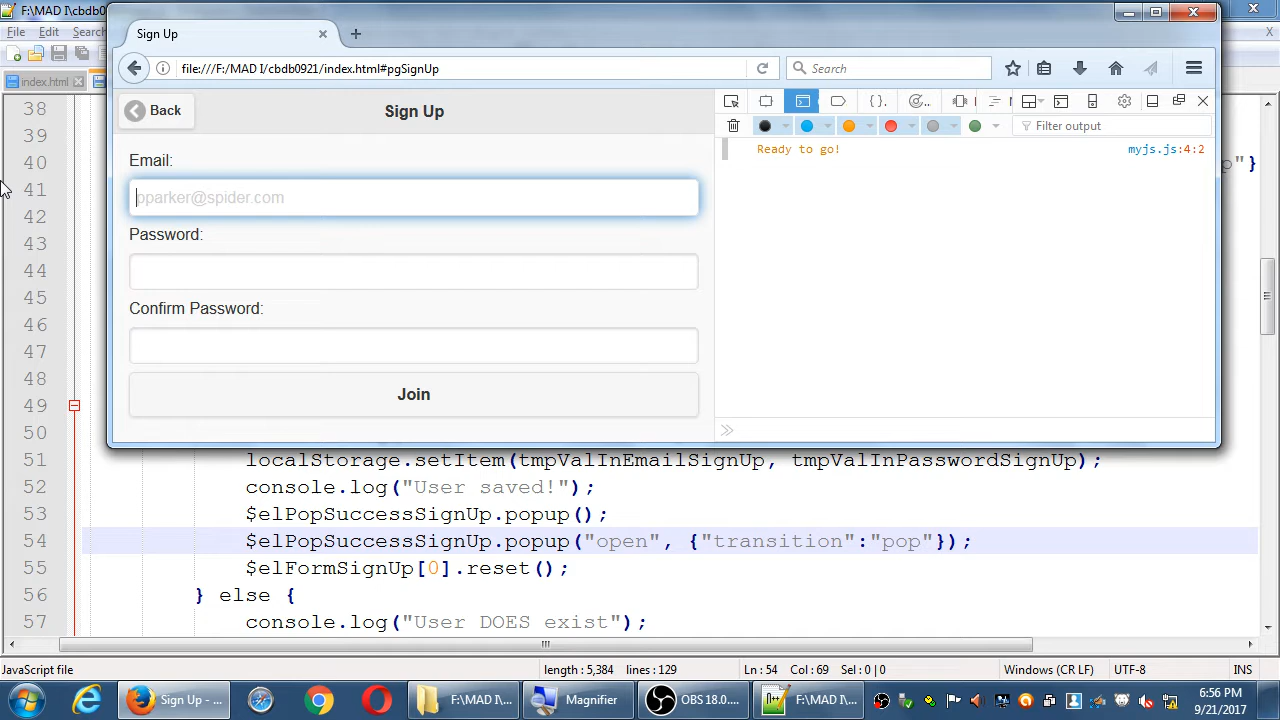 F:\MAD I\cbdb0
File Edit Search
index.html
Sign Up
file:///F:/MAD I/cbdb0921/index.html#pgSignUp
Search
Back
Sign Up
Email:
pparker@spider.com
Password:
Confirm Password:
Join
Filter output
Ready to go!
myjs.js:4:2
38
39
40
p"}
41
42
43
44
45
46
47
48
49
50
51 localStorage.setItem(tmpValInEmailSignUp, tmpValInPasswordSignUp);
52 console.log("User saved!");
53 $elPopSuccessSignUp.popup();
54 $elPopSuccessSignUp.popup("open", {"transition":"pop"});
55 $elFormSignUp[0].reset();
56 } else {
57 console.log("User DOES exist");
JavaScript file length : 5,384 lines : 129 Ln : 54 Col : 69 Sel : 0 | 0 Windows (CR LF) UTF-8 INS
Sign Up - ... F:\MAD I\... Magnifier OBS 18.0.... F:\MAD I\...
6:56 PM
9/21/2017